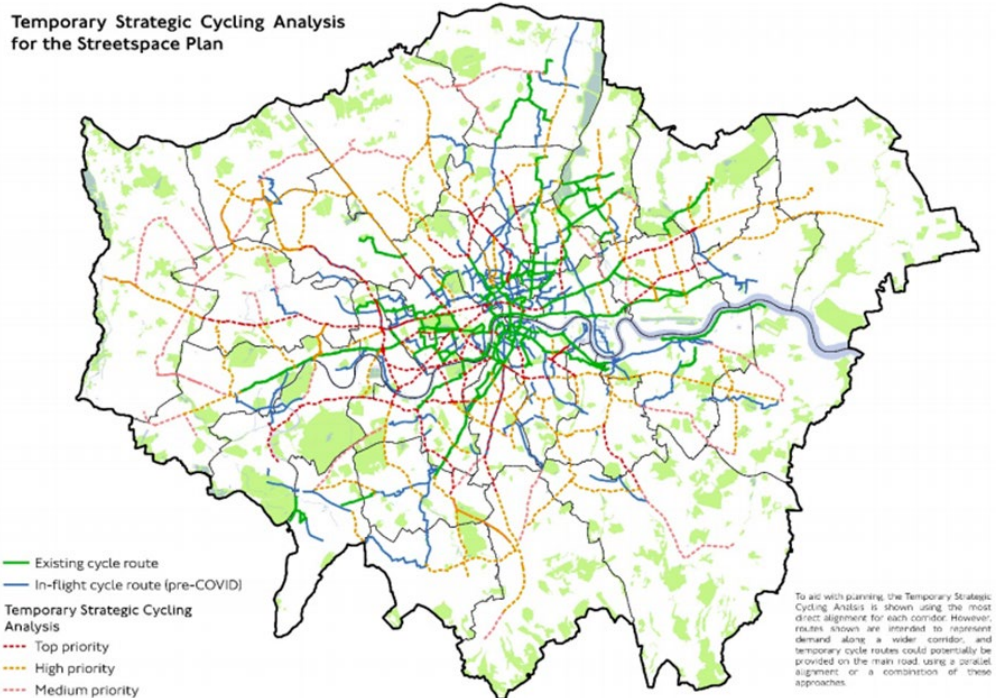 Temporary Strategic Cycling Analysis
for the Streetspace Plan
Existing cycle route
In-flight cycle route (pre-COVID)
Temporary Strategic Cycling
Analysis
Top priority
High priority
Medium priority
To aid with planning, the Temporary Strategic
Cycling Analsis is shown using the most
direct alignment for each corridor. However,
routes shown are intended to represent
demand along a wider corridor, and
temporary cycle routes could potentially be
provided on the main road, using a parallel
alignment or a combination of these
approaches.